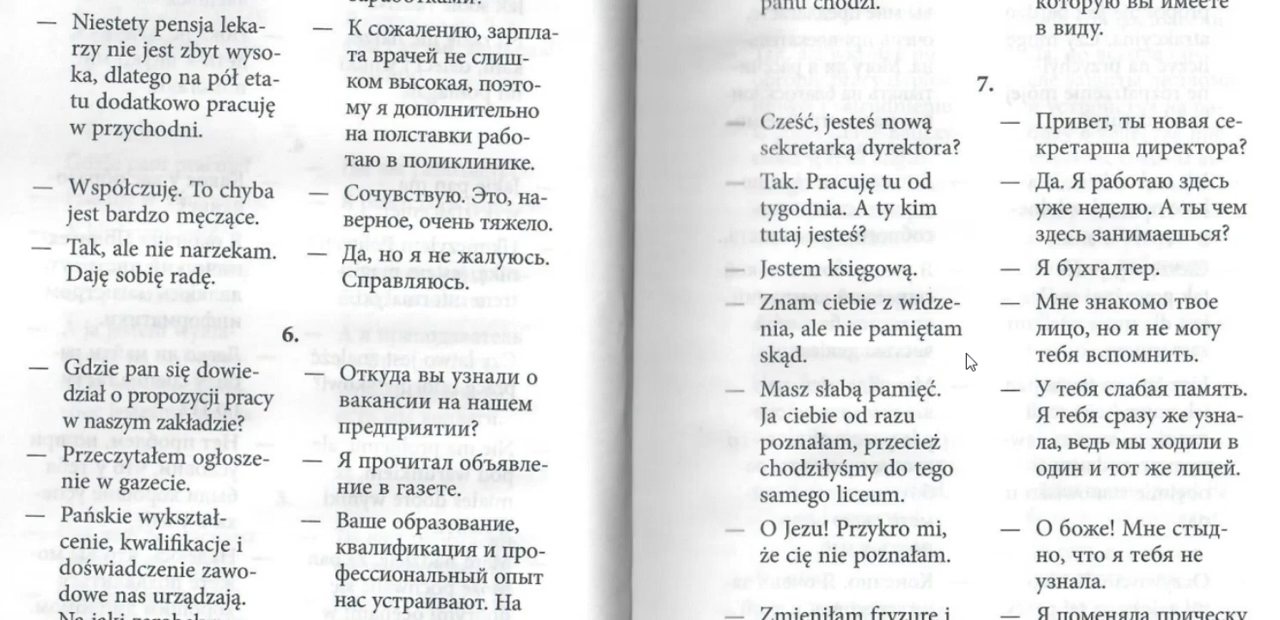 — Niestety pensja leka-
rzy nie jest zbyt wyso-
ka, dlatego na pół eta-
tu dodatkowo pracuję
w przychodni.
— Współczuję. To chyba
jest bardzo męczące.
— Tak, ale nie narzekam.
Daję sobię radę.
— К сожалению, зарпла-
та врачей не слиш-
ком высокая, поэто-
му я дополнительно
на полставки рабо-
таю в поликлинике.
— Сочувствую. Это, на-
верное, очень тяжело.
— Да, но я не жалуюсь.
Справляюсь..
6.
— Gdzie pan się dowie-
dział o propozycji pracy
w naszym zakładzie?
— Przeczytałem ogłosze-
nie w gazecie.
— Pańskie wykształ-
cenie, kwalifikacje i
doświadczenie zawo-
dowe nas urządzają.
— Откуда вы узнали о
вакансии на нашем
предприятии?
— Я прочитал объявле-
ние в газете.
— Ваше образование,
квалификация и про-
фессиональный опыт
нас устраивают. На
panu chodzi.
которую вы имеете
в виду.
7.
— Cześć, jesteś nową
sekretarką dyrektora?
— Tak. Pracuję tu od
tygodnia. A ty kim
tutaj jesteś?
— Jestem księgową.
— Znam ciebie z widze-
nia, ale nie pamiętam
skąd.
— Masz słabą pamięć.
Ja ciebie od razu
poznałam, przecież
chodziłyśmy do tego
samego liceum.
— O Jezu! Przykro mi,
że cię nie poznałam.
— Zmieniłam fryzurę i
— Привет, ты новая се-
кретарша директора?
— Да. Я работаю здесь
уже неделю. А ты чем
здесь занимаешься?
— Я бухгалтер.
— Мне знакомо твое
лицо, но я не могу
тебя вспомнить.
— У тебя слабая память.
Я тебя сразу же узна-
ла, ведь мы ходили в
один и тот же лицей.
— О боже! Мне стыд-
но, что я тебя не
узнала.
— Я поменяла прическу